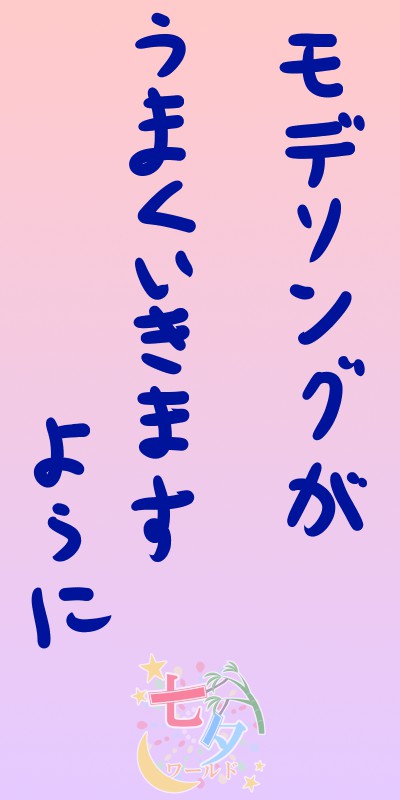 モデソングが
うまくいきます
ように
七夕
ワールド